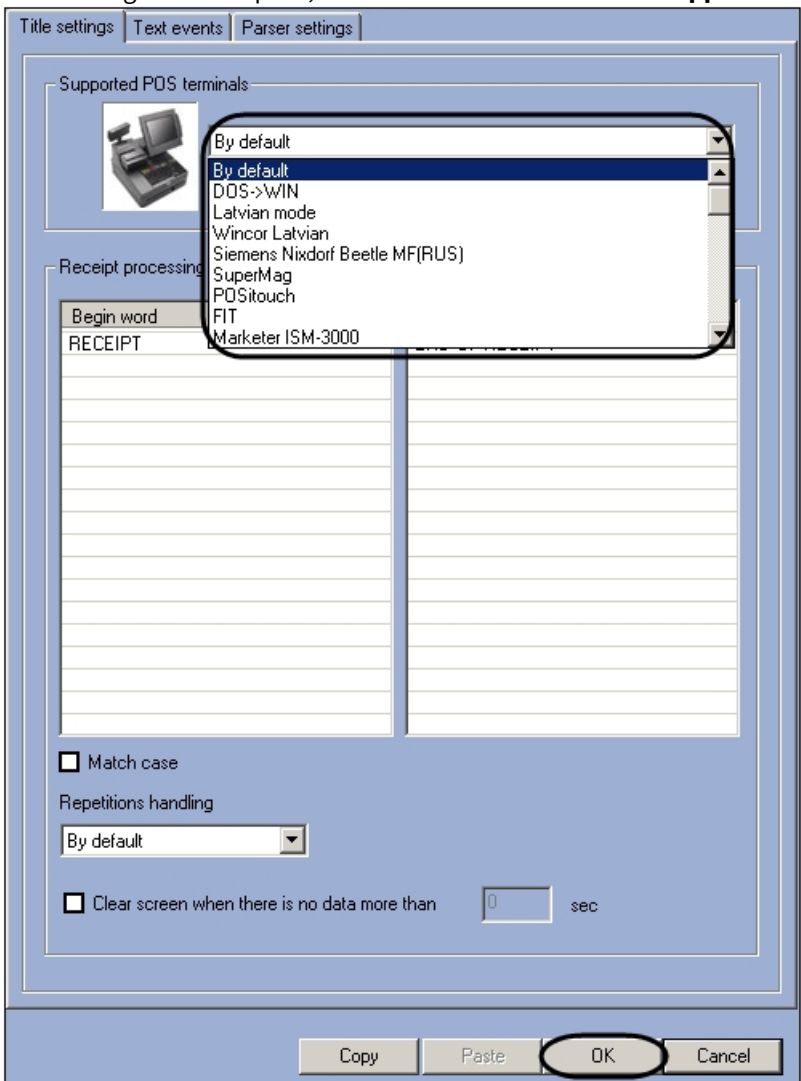 Title settings Text events Parser settings
Supported POS terminals
By default
By default
DOS->WIN
Latvian mode
Wincor Latvian
Siemens Nixdorf Beetle MF(RUS)
SuperMag
POSitouch
FIT
Marketer ISM-3000
Receipt processing
Begin word
RECEIPT
Match case
Repetitions handling
By default
Clear screen when there is no data more than 0 sec
Copy Paste OK Cancel